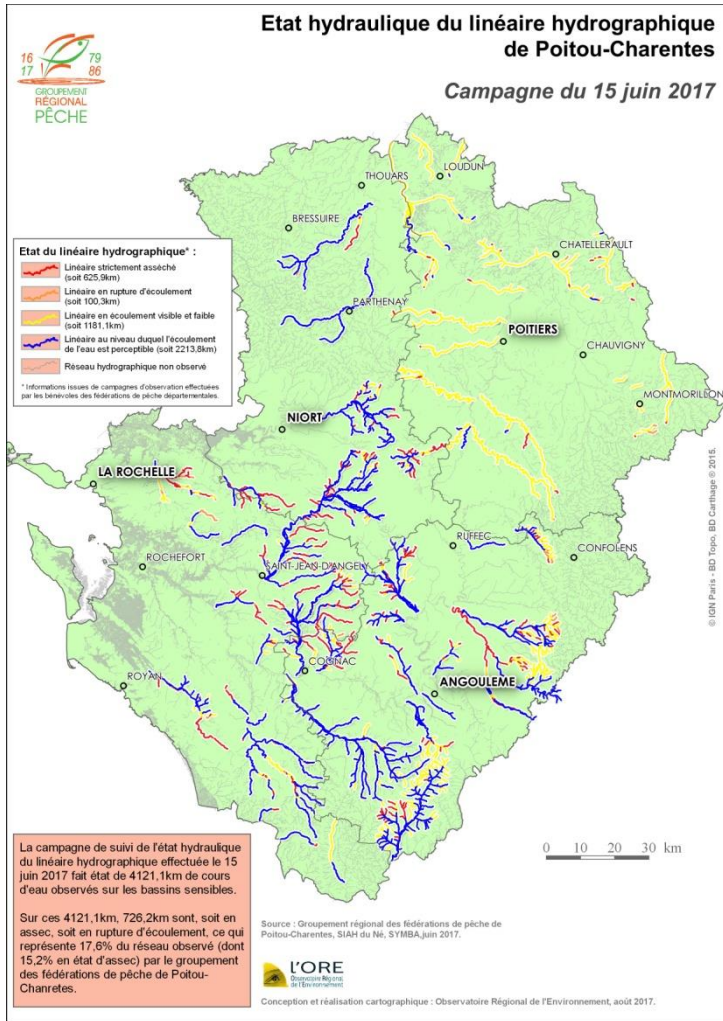 Etat hydraulique du linéaire hydrographique
de Poitou-Charentes
Campagne du 15 juin 2017
16 79
17 86
GROUPEMENT
RÉGIONAL
PÊCHE
LOUDUN
THOUARS
BRESSUIRE
CHATELLERAULT
Etat du linéaire hydrographique* :
Linéaire strictement asséché
(soit 625,9km)
Linéaire en rupture d'écoulement
(soit 100,3km)
Linéaire en écoulement visible et faible
(soit 1181,1km)
Linéaire au niveau duquel l'écoulement
de l'eau est perceptible (soit 2213,8km)
Réseau hydrographique non observé
* Informations issues de campagnes d'observation effectuées
par les bénévoles des fédérations de pêche départementales.
PARTHENAY
POITIERS
CHAUVIGNY
MONTMORILLON
NIORT
LA ROCHELLE
RUFFEC
CONFOLENS
ROCHEFORT
SAINT-JEAN-D'ANGELY
COGNAC
ROYAN
ANGOULEME
© IGN Paris - BD Topo, BD Carthage ® 2015.
0 10 20 30 km
La campagne de suivi de l'état hydraulique
du linéaire hydrographique effectuée le 15
juin 2017 fait état de 4121,1km de cours
d'eau observés sur les bassins sensibles.
Sur ces 4121,1km, 726,2km sont, soit en
assec, soit en rupture d'écoulement, ce qui
représente 17,6% du réseau observé (dont
15,2% en état d'assec) par le groupement
des fédérations de pêche de Poitou-
Chanretes.
Source : Groupement régional des fédérations de pêche de
Poitou-Charentes, SIAH du Né, SYMBA,juin 2017.
L'ORE
Observatoire Régional
de l'Environnement
Conception et réalisation cartographique : Observatoire Régional de l'Environnement, août 2017.